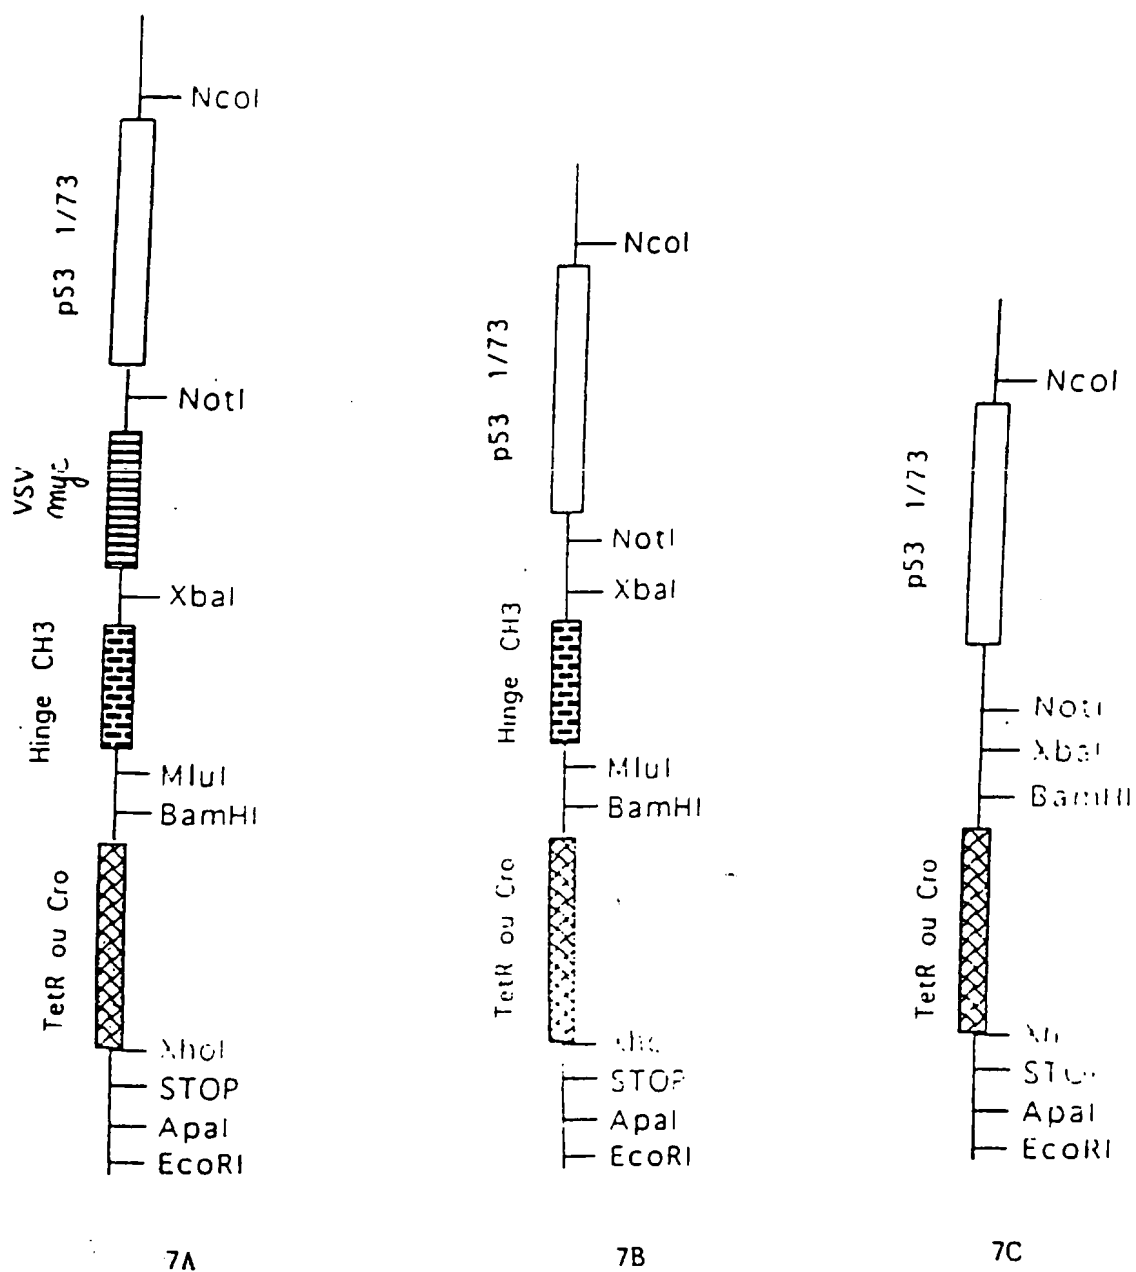 NcoI
p53 1/73
NotI
VSV
myc
XbaI
Hinge CH3
MluI
BamHI
TetR ou Cro
XhoI
STOP
ApaI
EcoRI
7A
NcoI
p53 1/73
NotI
XbaI
Hinge CH3
MluI
BamHI
TetR ou Cro
STOP
ApaI
EcoRI
7B
NcoI
p53 1/73
NotI
XbaI
BamHI
TetR ou Cro
ApaI
EcoRI
7C